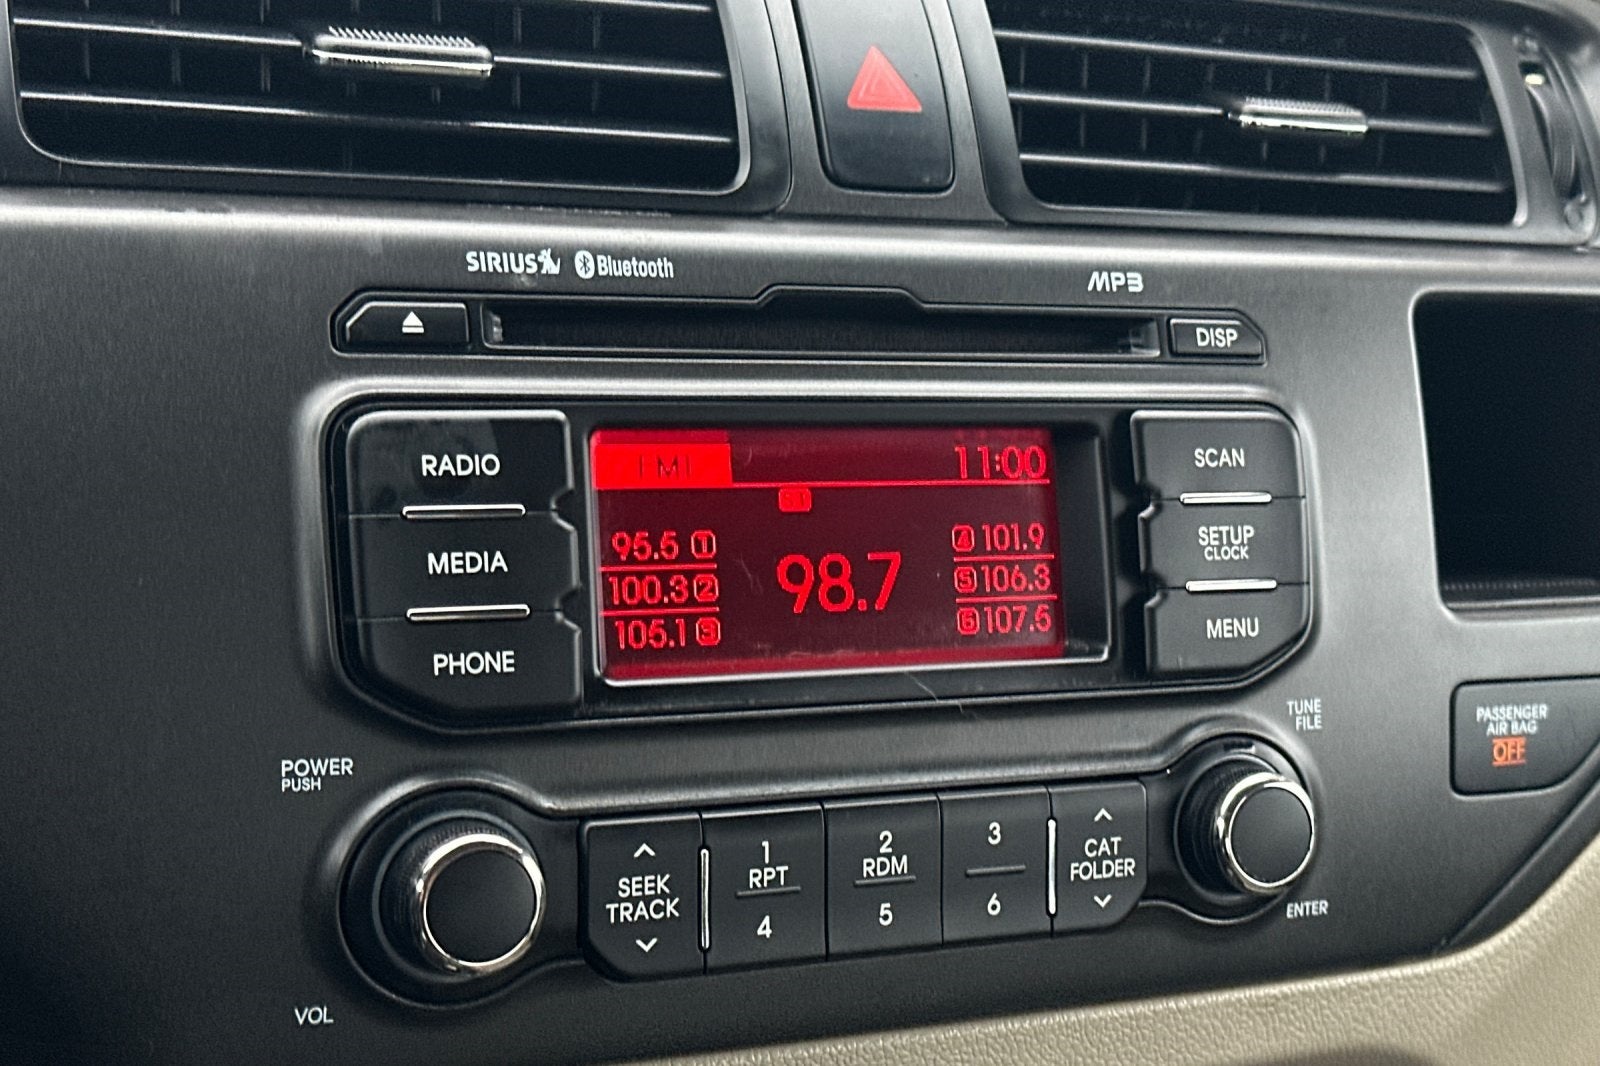 SIRIUS Bluetooth
MP3
DISP
RADIO
MEDIA
PHONE
FM1
11:00
ST
95.5 1
100.3 2
105.1 3
98.7
4 101.9
5 106.3
6 107.5
SCAN
SETUP
CLOCK
MENU
PASSENGER
AIR BAG
OFF
POWER
PUSH
VOL
SEEK
TRACK
1
RPT
4
2
RDM
5
3
6
CAT
FOLDER
TUNE
FILE
ENTER